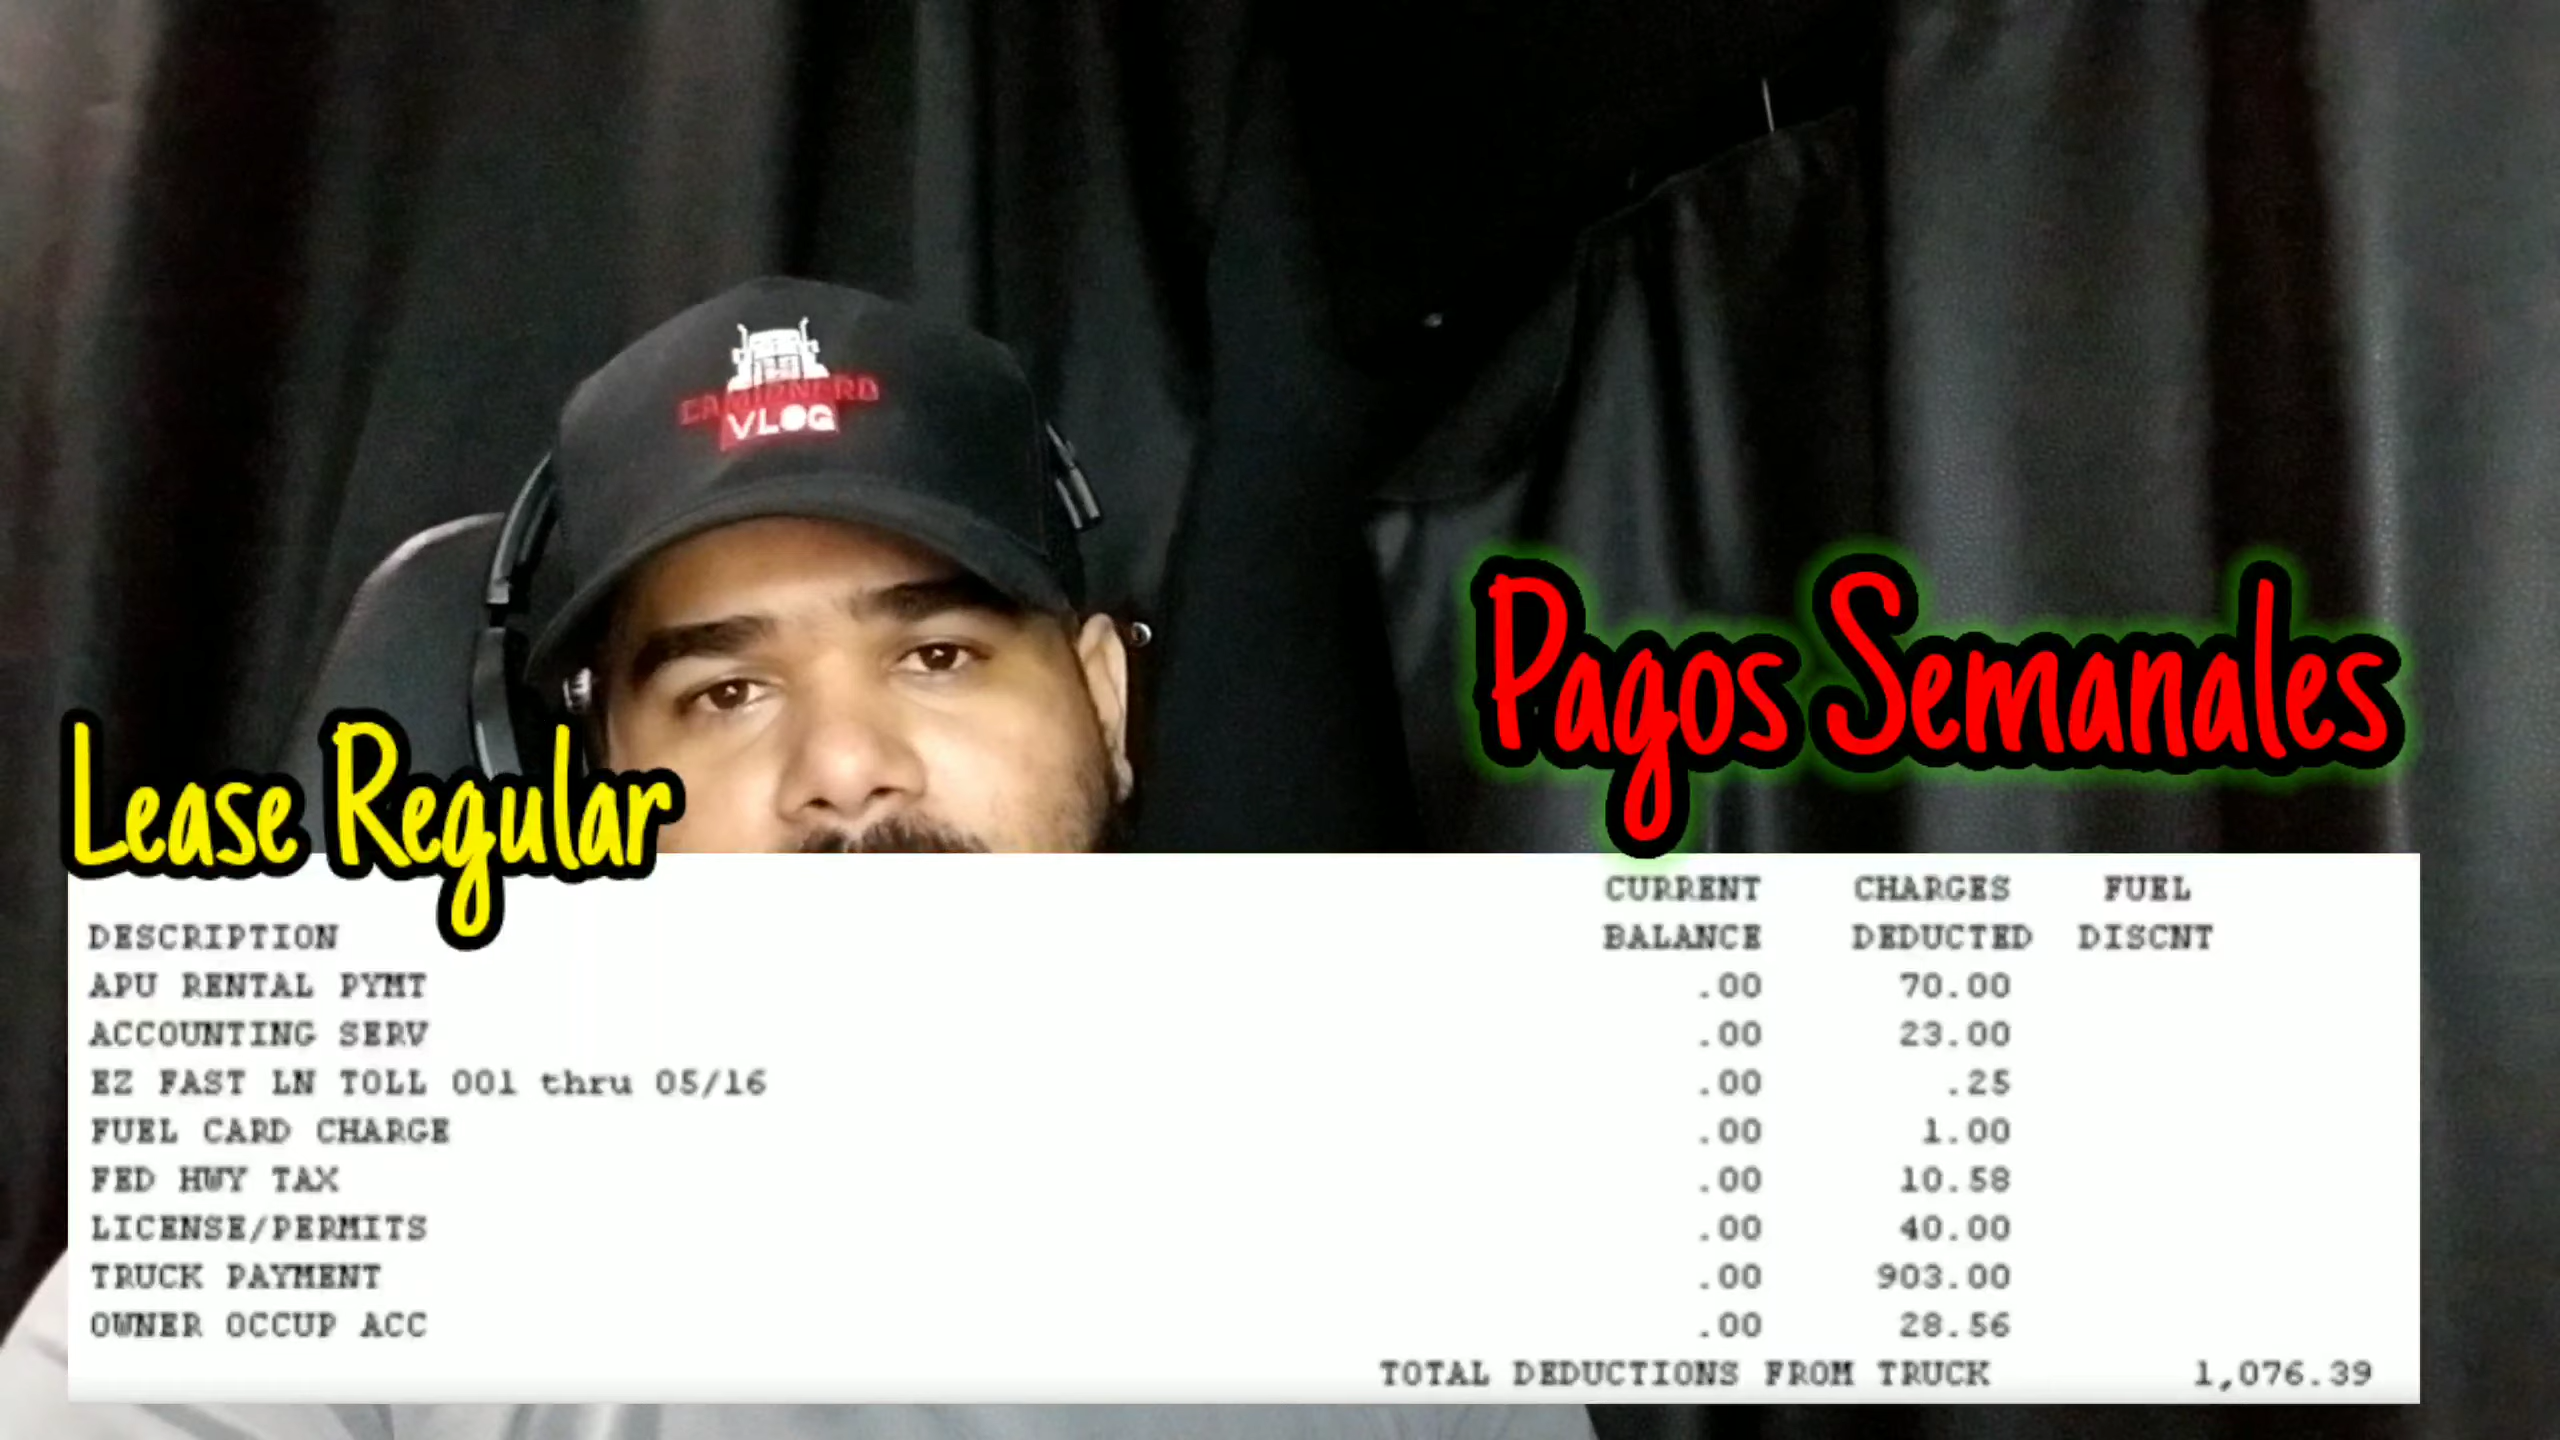 CAMIONERO
VLOG
Lease Regular
Pagos Semanales
CURRENT CHARGES FUEL
DESCRIPTION BALANCE DEDUCTED DISCNT
APU RENTAL PYMT .00 70.00
ACCOUNTING SERV .00 23.00
EZ FAST LN TOLL 001 thru 05/16 .00 .25
FUEL CARD CHARGE .00 1.00
FED HWY TAX .00 10.58
LICENSE/PERMITS .00 40.00
TRUCK PAYMENT .00 903.00
OWNER OCCUP ACC .00 28.56
TOTAL DEDUCTIONS FROM TRUCK 1,076.39